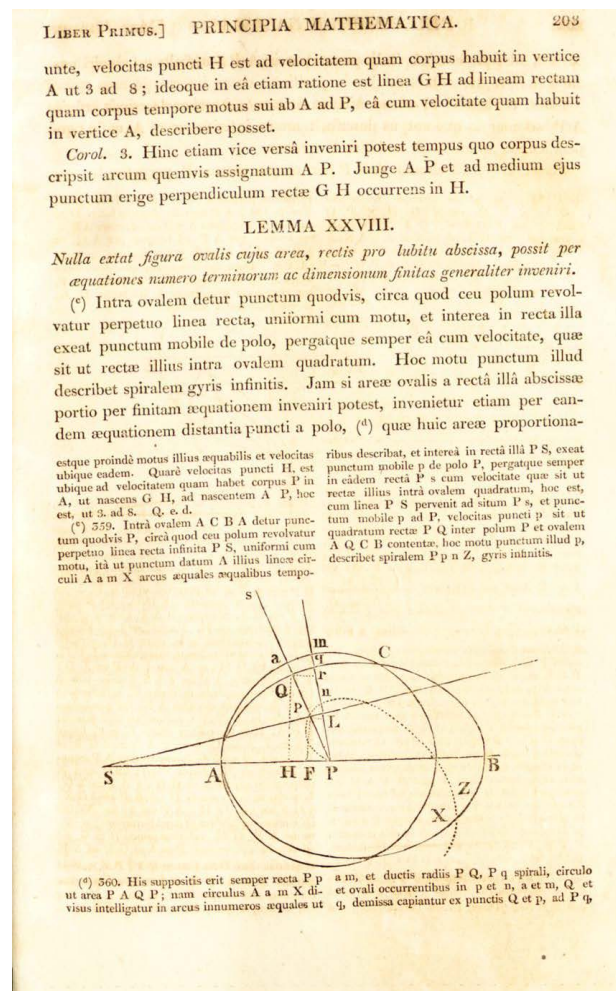 LIBER PRIMUS.] PRINCIPIA MATHEMATICA. 203
unte, velocitas puncti H est ad velocitatem quam corpus habuit in vertice
A ut 3 ad 8; ideoque in eâ etiam ratione est linea G H ad lineam rectam
quam corpus tempore motus sui ab A ad P, eâ cum velocitate quam habuit
in vertice A, describere posset.
Corol. 3. Hinc etiam vice versâ inveniri potest tempus quo corpus des-
cripsit arcum quemvis assignatum A P. Junge A P et ad medium ejus
punctum erige perpendiculum rectæ G H occurrens in H.
LEMMA XXVIII.
Nulla extat figura ovalis cujus area, rectis pro lubitu abscissa, possit per
æquationes numero terminorum ac dimensionum finitas generaliter inveniri.
(c) Intra ovalem detur punctum quodvis, circa quod ceu polum revol-
vatur perpetuo linea recta, uniformi cum motu, et interea in recta illa
exeat punctum mobile de polo, pergatque semper eâ cum velocitate, quæ
sit ut rectæ illius intra ovalem quadratum. Hoc motu punctum illud
describet spiralem gyris infinitis. Jam si areæ ovalis a rectâ illâ abscissæ
portio per finitam æquationem inveniri potest, invenietur etiam per ean-
dem æquationem distantia puncti a polo, (d) quæ huic areæ proportiona-
estque proindè motus illius æquabilis et velocitas
ubique eadem. Quarè velocitas puncti H, est
ubique ad velocitatem quam habet corpus P in
A, ut nascens G H, ad nascentem A P, hoc
est, ut 3. ad 8. Q. e. d.
(c) 359. Intrà ovalem A C B A detur punc-
tum quodvis P, circà quod ceu polum revolvatur
perpetuo linea recta infinita P S, uniformi cum
motu, ità ut punctum datum A illius lineæ cir-
culi A a m X arcus æquales æqualibus tempo-
ribus describat, et intereà in rectâ illâ P S, exeat
punctum mobile p de polo P, pergatque semper
in eâdem rectâ P s cum velocitate quæ sit ut
rectæ illius intrà ovalem quadratum, hoc est,
cum linea P S pervenit ad situm P s, et punc-
tum mobile p ad P, velocitas puncti p sit ut
quadratum rectæ P Q inter polum P et ovalem
A Q C B contentæ, hoc motu punctum illud p,
describet spiralem P p n Z, gyris infinitis.
s
m
a
q
C
Q
r
n
P
L
S
A
H F P
B
Z
X
(d) 360. His suppositis erit semper recta P p
ut area P A Q P; nam circulus A a m X di-
visus intelligatur in arcus innumeros æquales ut
a m, et ductis radiis P Q, P q spirali, circulo
et ovali occurrentibus in p et n, a et m, Q et
q, demissa capiantur ex punctis Q et p, ad P q,